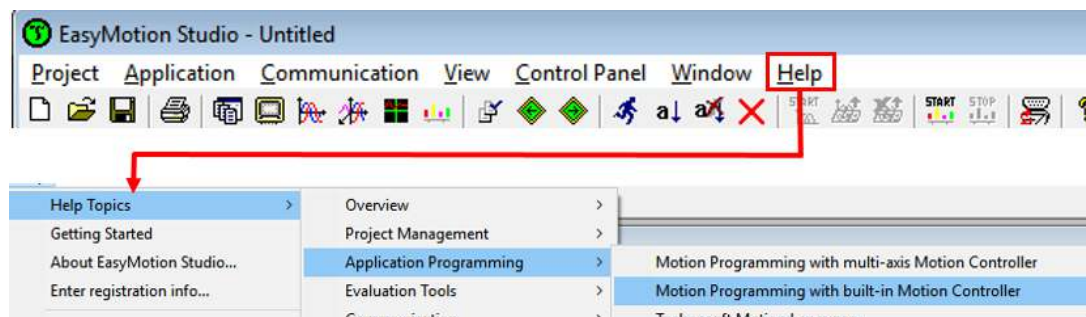 EasyMotion Studio - Untitled
Project Application Communication View Control Panel Window Help
START START STOP
Help Topics Overview
Getting Started Project Management
About EasyMotion Studio... Application Programming Motion Programming with multi-axis Motion Controller
Enter registration info... Evaluation Tools Motion Programming with built-in Motion Controller